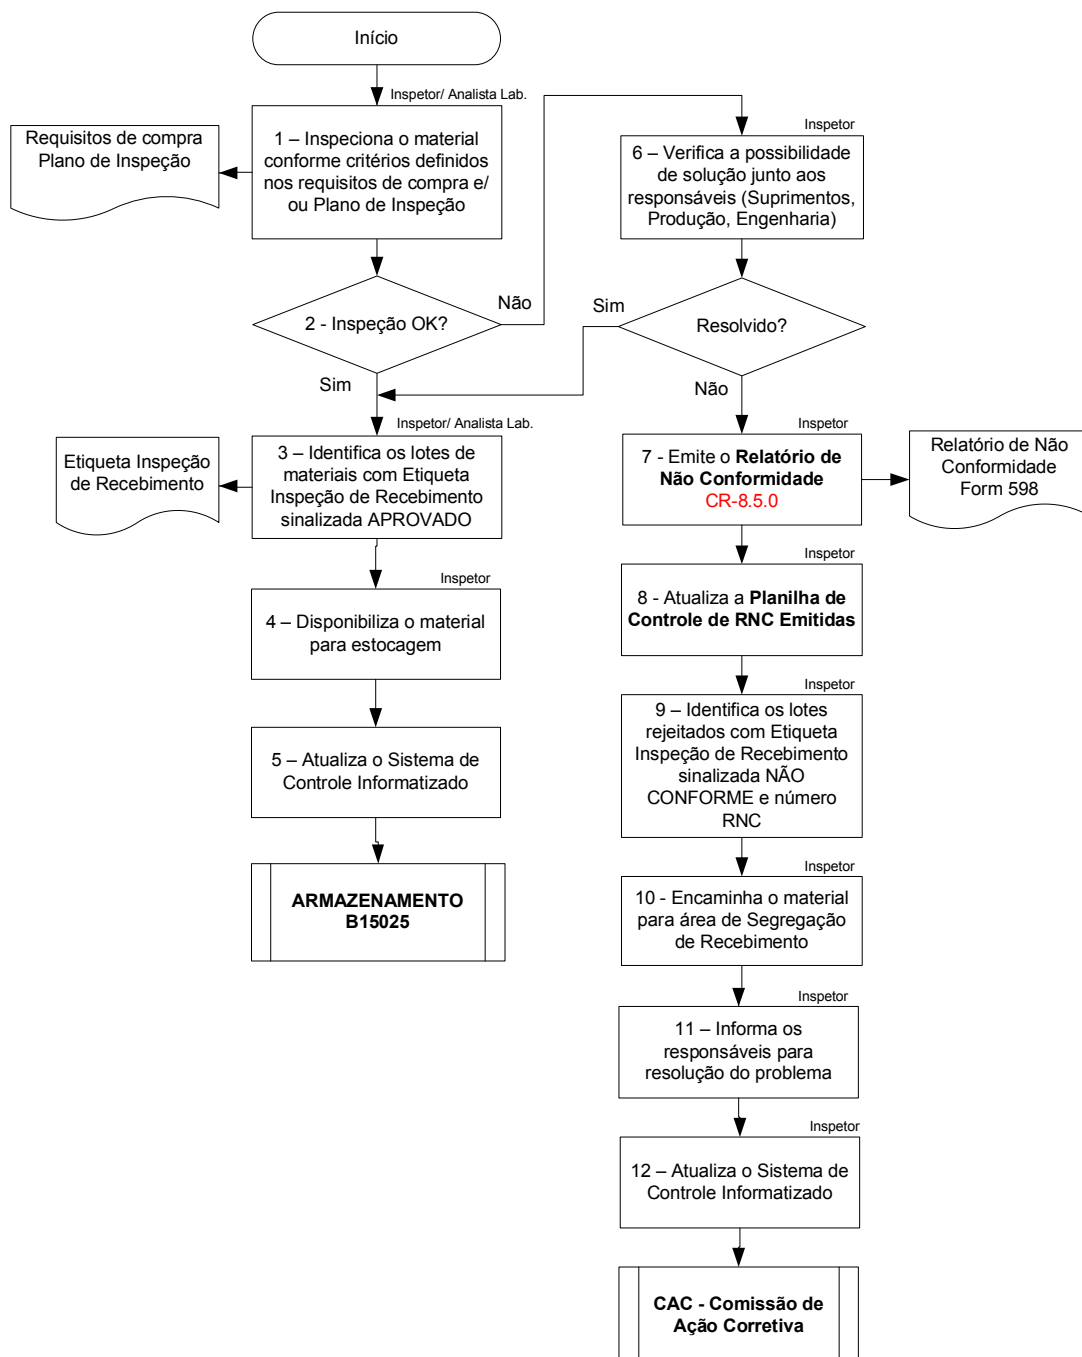 Início
Inspetor/ Analista Lab.
Requisitos de compra
Plano de Inspeção
1 – Inspeciona o material
conforme critérios definidos
nos requisitos de compra e/
ou Plano de Inspeção
Inspetor
6 – Verifica a possibilidade
de solução junto aos
responsáveis (Suprimentos,
Produção, Engenharia)
2 - Inspeção OK?
Não
Sim
Resolvido?
Sim
Não
Inspetor/ Analista Lab.
Etiqueta Inspeção
de Recebimento
3 – Identifica os lotes de
materiais com Etiqueta
Inspeção de Recebimento
sinalizada APROVADO
Inspetor
7 - Emite o Relatório de
Não Conformidade
CR-8.5.0
Relatório de Não
Conformidade
Form 598
Inspetor
4 – Disponibiliza o material
para estocagem
Inspetor
8 - Atualiza a Planilha de
Controle de RNC Emitidas
5 – Atualiza o Sistema de
Controle Informatizado
Inspetor
9 – Identifica os lotes
rejeitados com Etiqueta
Inspeção de Recebimento
sinalizada NÃO
CONFORME e número
RNC
ARMAZENAMENTO
B15025
Inspetor
10 - Encaminha o material
para área de Segregação
de Recebimento
Inspetor
11 – Informa os
responsáveis para
resolução do problema
Inspetor
12 – Atualiza o Sistema de
Controle Informatizado
CAC - Comissão de
Ação Corretiva